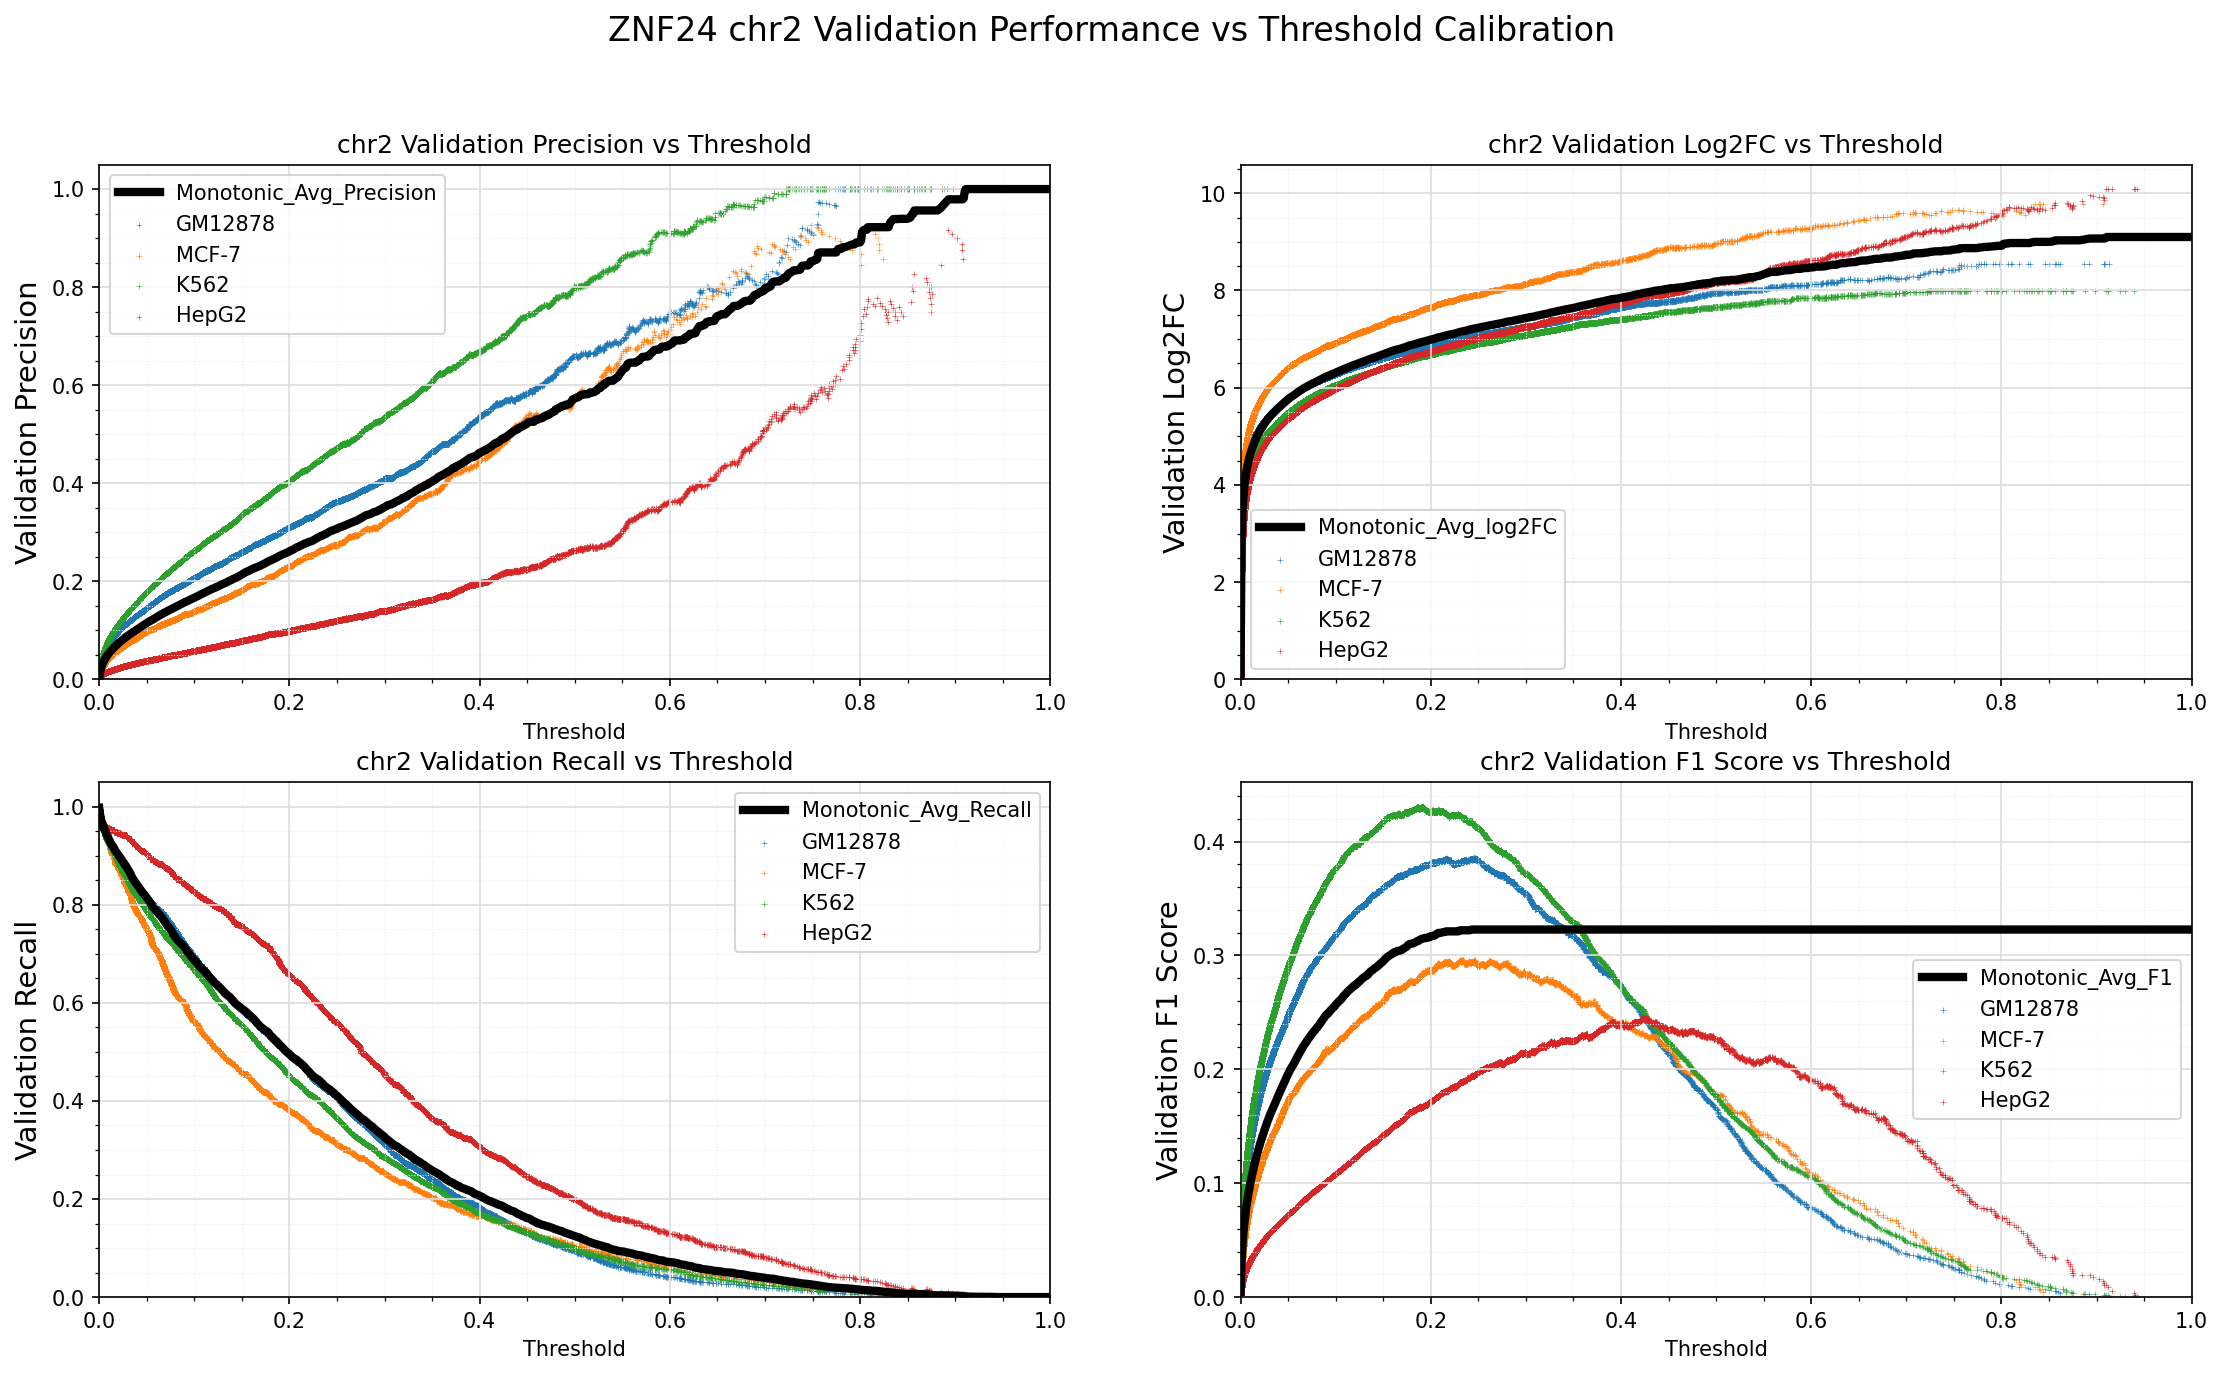 ZNF24 chr2 Validation Performance vs Threshold Calibration
chr2 Validation Precision vs Threshold
Validation Precision
1.0
0.8
0.6
0.4
0.2
0.0
Monotonic_Avg_Precision
GM12878
MCF-7
K562
HepG2
0.0 0.2 0.4 0.6 0.8 1.0
Threshold
chr2 Validation Log2FC vs Threshold
Validation Log2FC
10
8
6
4
2
0
Monotonic_Avg_log2FC
GM12878
MCF-7
K562
HepG2
0.0 0.2 0.4 0.6 0.8 1.0
Threshold
chr2 Validation Recall vs Threshold
Validation Recall
1.0
0.8
0.6
0.4
0.2
0.0
Monotonic_Avg_Recall
GM12878
MCF-7
K562
HepG2
0.0 0.2 0.4 0.6 0.8 1.0
Threshold
chr2 Validation F1 Score vs Threshold
Validation F1 Score
0.4
0.3
0.2
0.1
0.0
Monotonic_Avg_F1
GM12878
MCF-7
K562
HepG2
0.0 0.2 0.4 0.6 0.8 1.0
Threshold